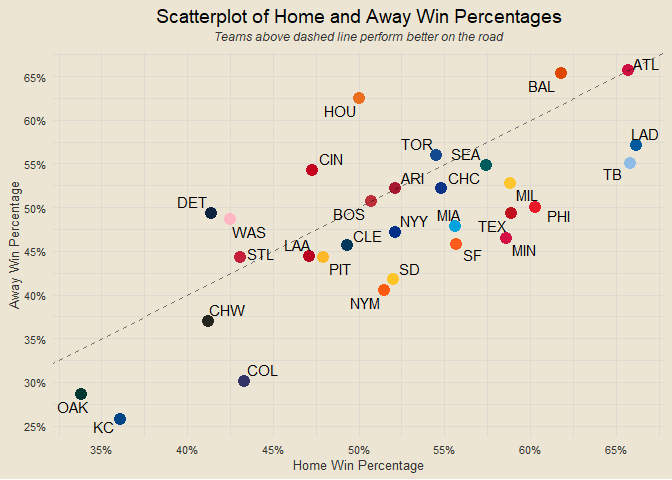 Scatterplot of Home and Away Win Percentages
Teams above dashed line perform better on the road
65%
60%
55%
50%
45%
40%
35%
30%
25%
Away Win Percentage
ATL
BAL
HOU
LAD
TOR
SEA
CIN
TB
ARI
CHC
DET
MIL
BOS
PHI
WAS
NYY
MIA
TEX
CLE
LAA
STL
SF
MIN
PIT
SD
NYM
CHW
COL
OAK
KC
35%
40%
45%
50%
55%
60%
65%
Home Win Percentage